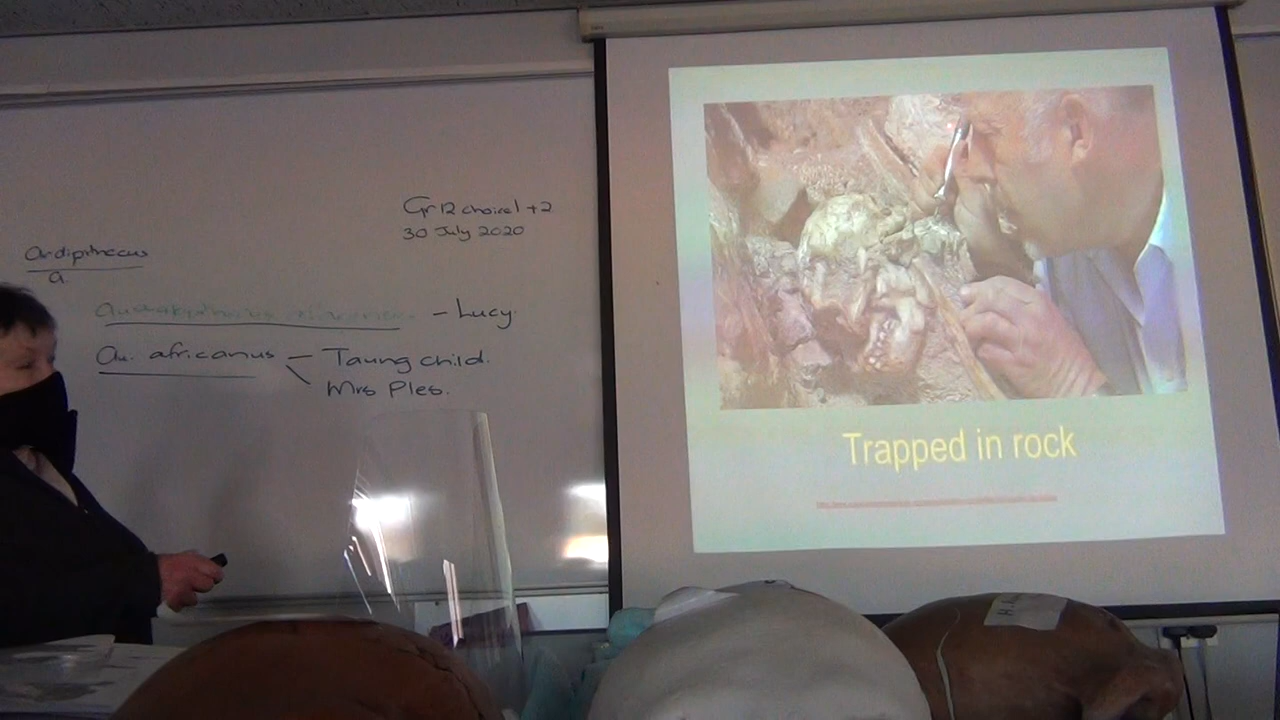 Gr 12 choice 1 + 2
30 July 2020
Ardipithecus
a.
- Lucy
Au. africanus - Taung child.
Mrs Ples.
Trapped in rock